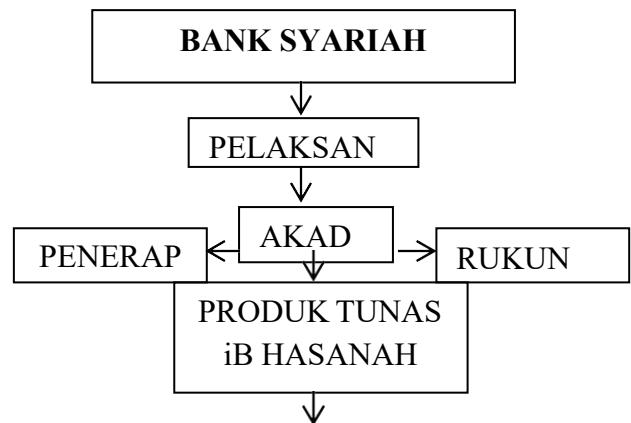 BANK SYARIAH
PELAKSAN
AKAD
PENERAP
RUKUN
PRODUK TUNAS
iB HASANAH